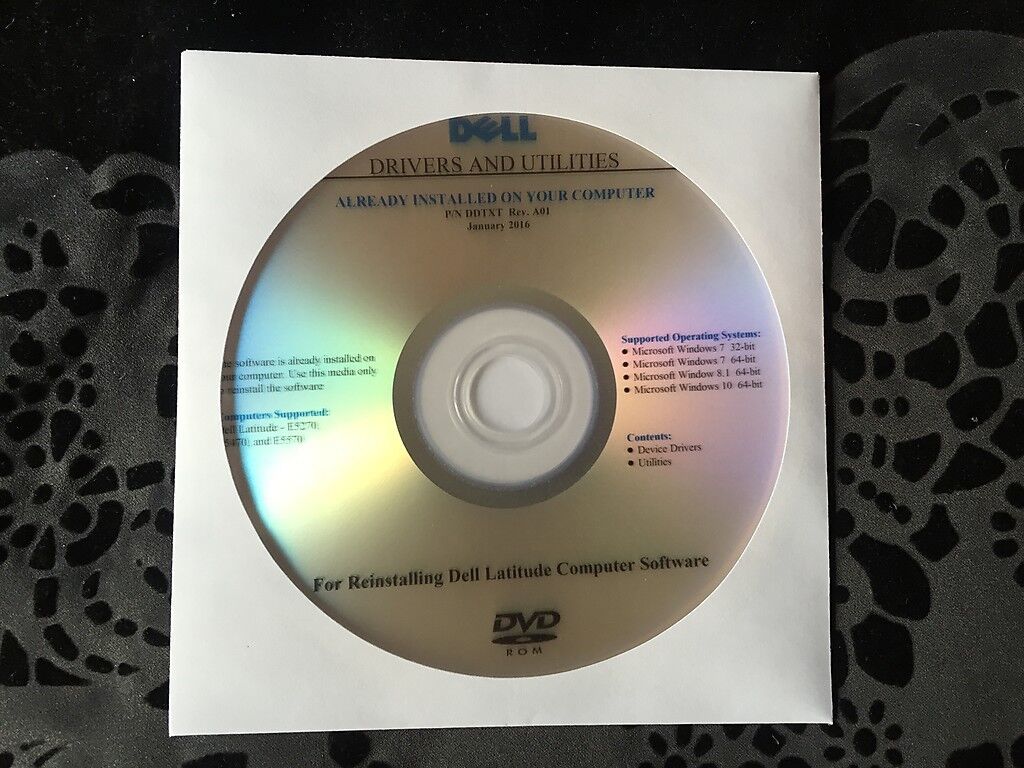 DELL
DRIVERS AND UTILITIES
ALREADY INSTALLED ON YOUR COMPUTER
P/N DDTXT Rev. A01
January 2016
software is already installed on
computer. Use this media only
reinstall the software
Computers Supported:
Dell Latitude - E5270,
E5470, and E5570
Supported Operating Systems:
• Microsoft Windows 7 32-bit
• Microsoft Windows 7 64-bit
• Microsoft Window 8.1 64-bit
• Microsoft Windows 10 64-bit
Contents:
• Device Drivers
• Utilities
For Reinstalling Dell Latitude Computer Software
DVD
ROM